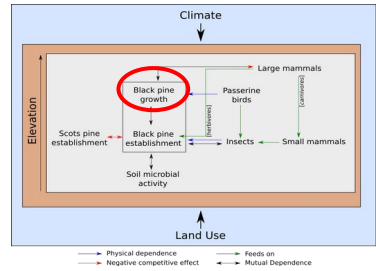 Climate
Elevation
Large mammals
Black pine
growth
Passerine
birds
[herbivores]
[carnivores]
Scots pine
establishment
Black pine
establishment
Insects
Small mammals
Soil microbial
activity
Land Use
Physical dependence
Feeds on
Negative competitive effect
Mutual Dependence